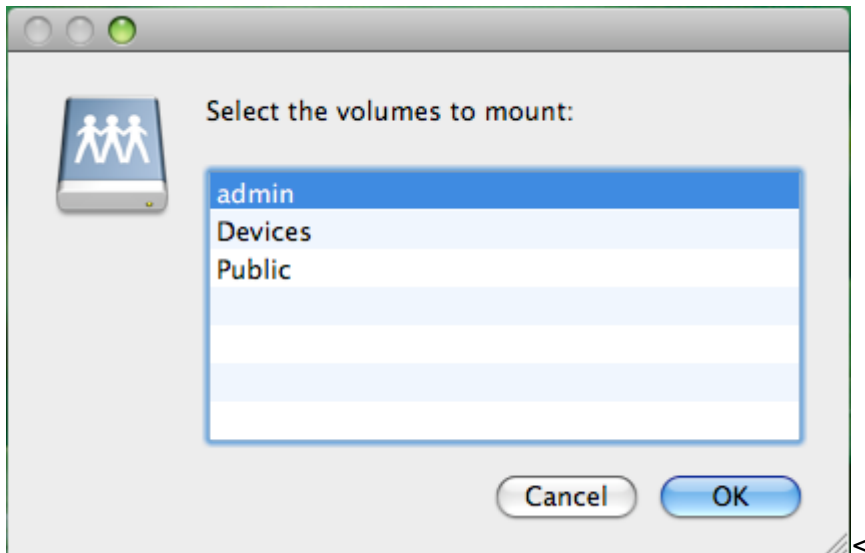 Select the volumes to mount:
admin
Devices
Public
Cancel
OK
<